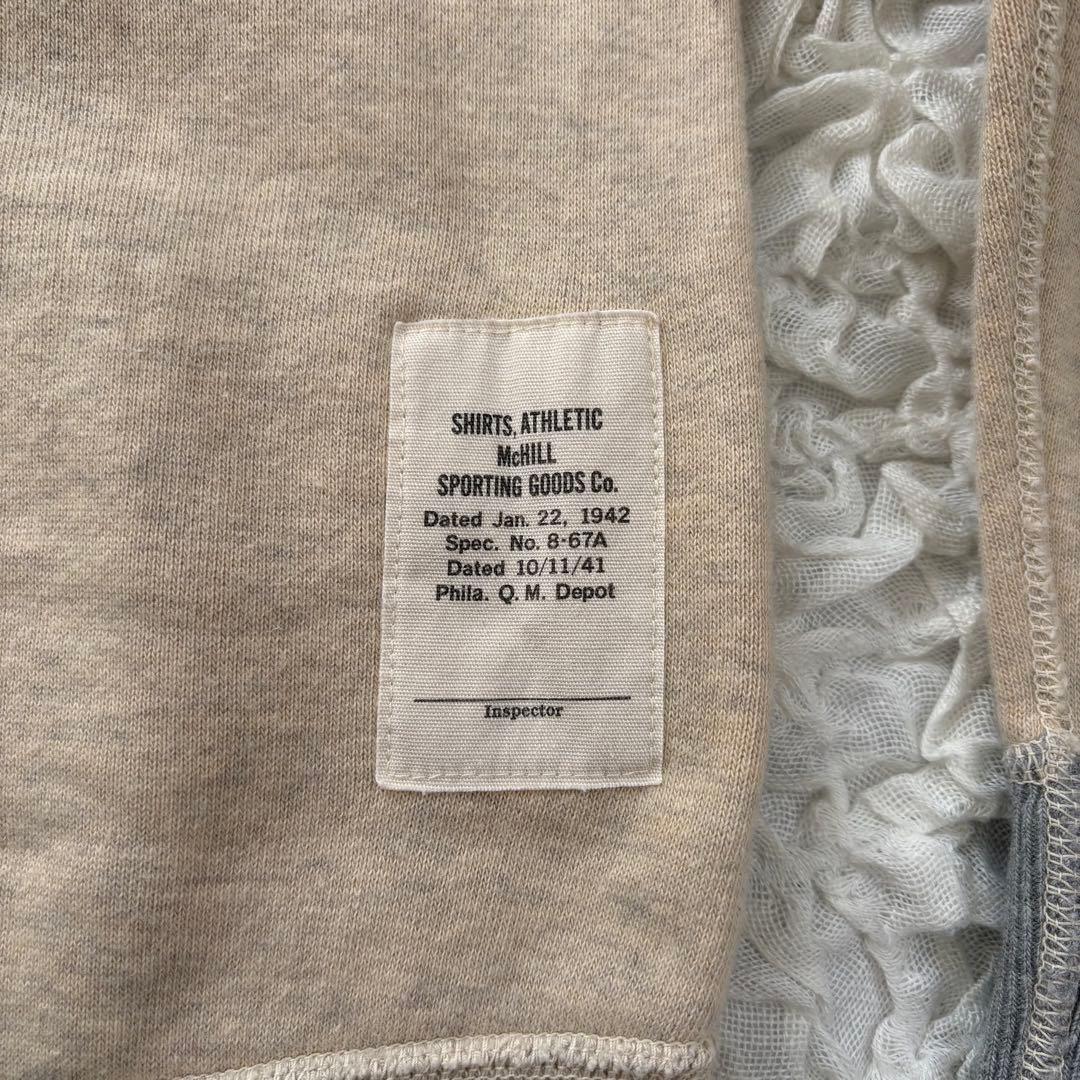 SHIRTS, ATHLETIC
McHILL
SPORTING GOODS Co.
Dated Jan. 22, 1942
Spec. No. 8-67A
Dated 10/11/41
Phila. Q.M. Depot
Inspector